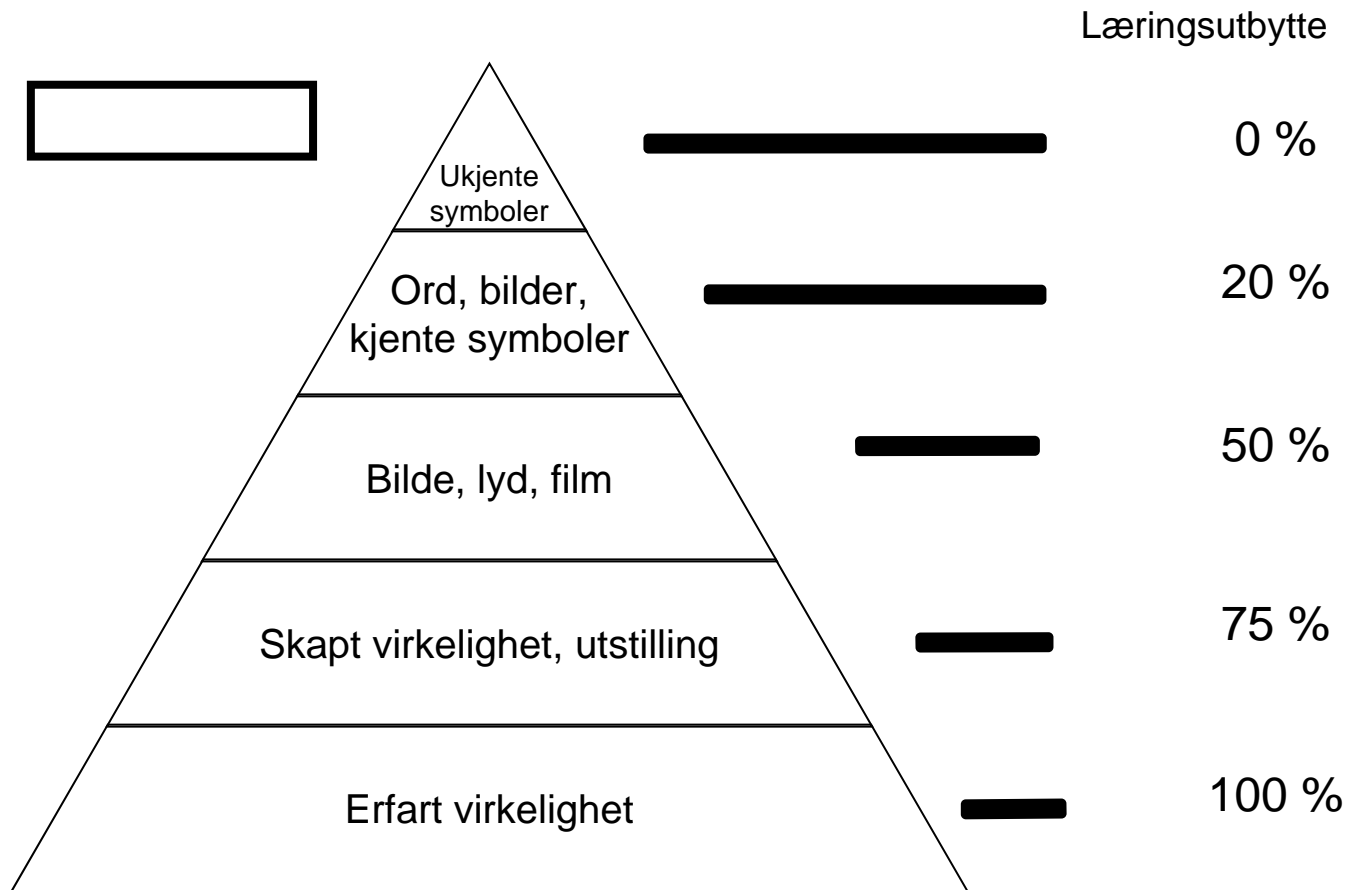 Læringsutbytte
0 %
Ukjente
symboler
20 %
Ord, bilder,
kjente symboler
50 %
Bilde, lyd, film
75 %
Skapt virkelighet, utstilling
100 %
Erfart virkelighet